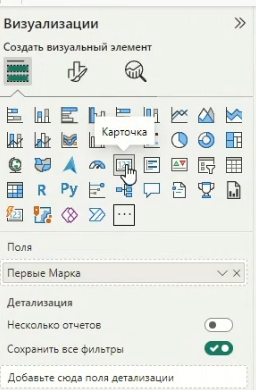 Визуализации
Создать визуальный элемент
Карточка
R Py
123
Поля
Первые Марка
Детализация
Несколько отчетов
Сохранить все фильтры
Добавьте сюда поля детализации